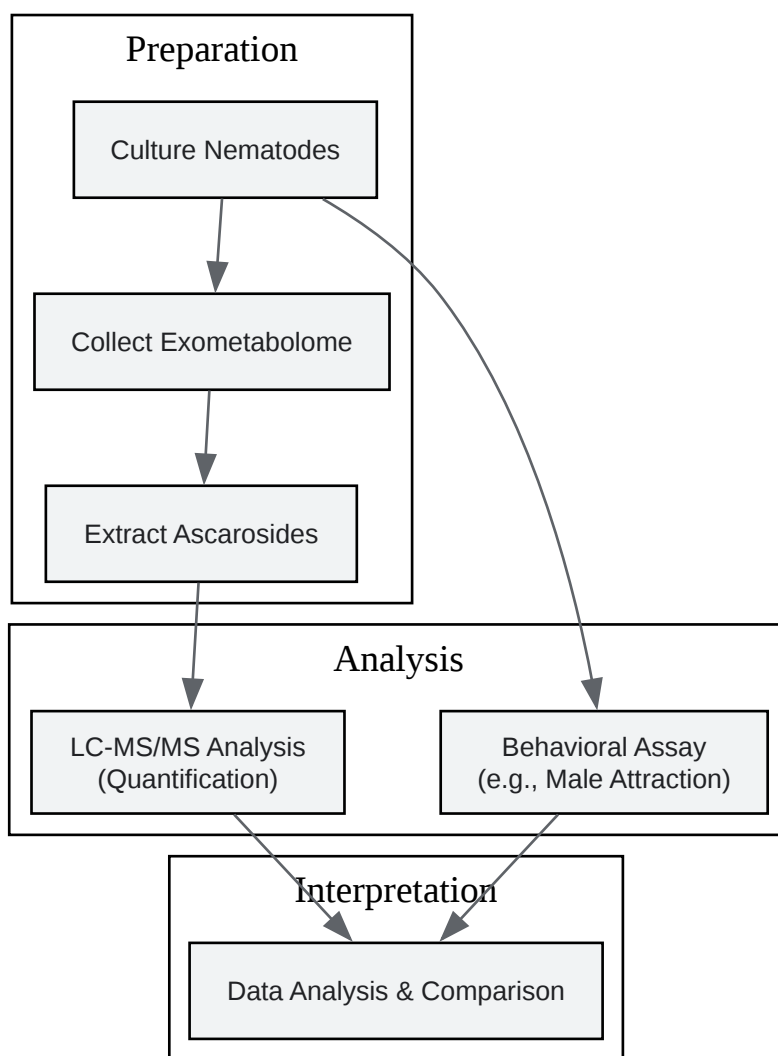 Preparation
Culture Nematodes
Collect Exometabolome
Extract Ascarosides
Analysis
LC-MS/MS Analysis
(Quantification)
Behavioral Assay
(e.g., Male Attraction)
Interpretation
Data Analysis & Comparison